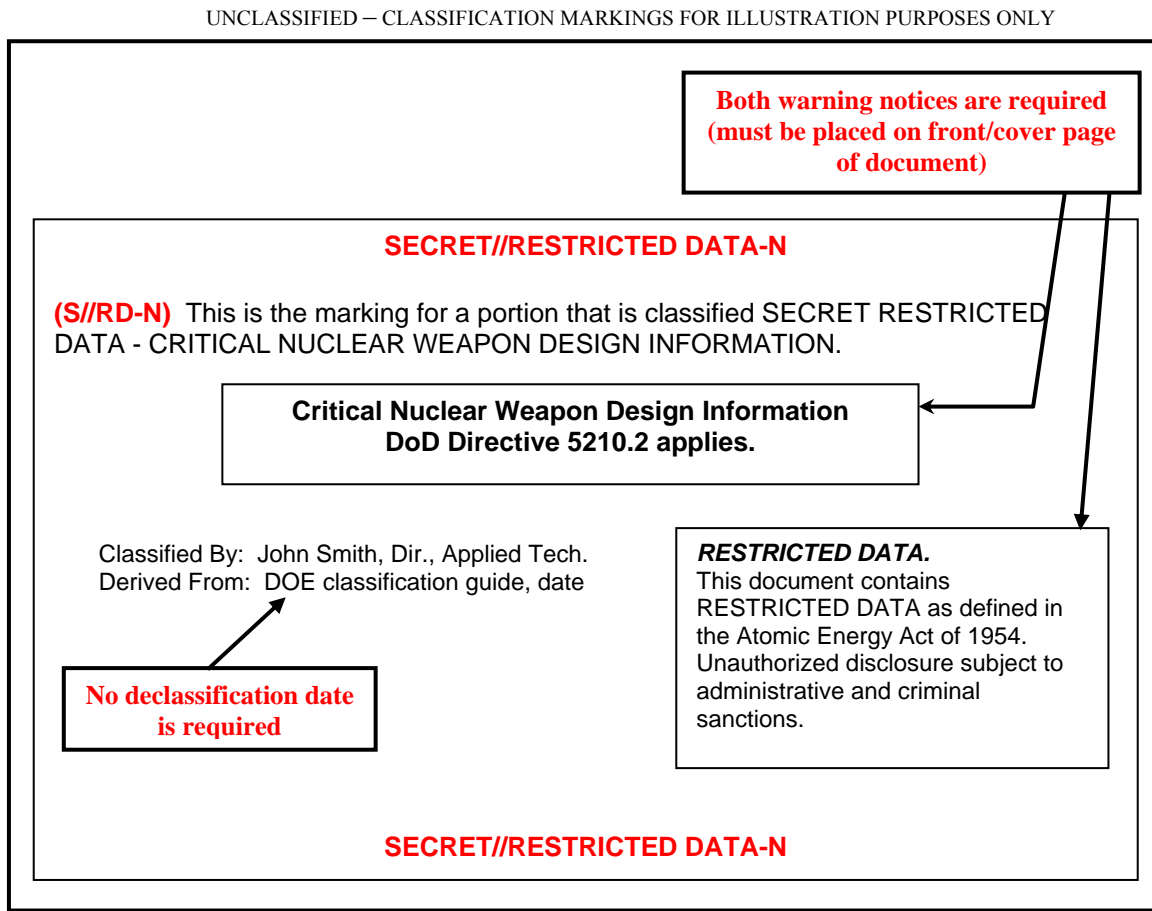 UNCLASSIFIED – CLASSIFICATION MARKINGS FOR ILLUSTRATION PURPOSES ONLY
Both warning notices are required
(must be placed on front/cover page
of document)
SECRET//RESTRICTED DATA-N
(S//RD-N) This is the marking for a portion that is classified SECRET RESTRICTED
DATA - CRITICAL NUCLEAR WEAPON DESIGN INFORMATION.
Critical Nuclear Weapon Design Information
DoD Directive 5210.2 applies.
Classified By: John Smith, Dir., Applied Tech.
Derived From: DOE classification guide, date
No declassification date
is required
RESTRICTED DATA.
This document contains
RESTRICTED DATA as defined in
the Atomic Energy Act of 1954.
Unauthorized disclosure subject to
administrative and criminal
sanctions.
SECRET//RESTRICTED DATA-N